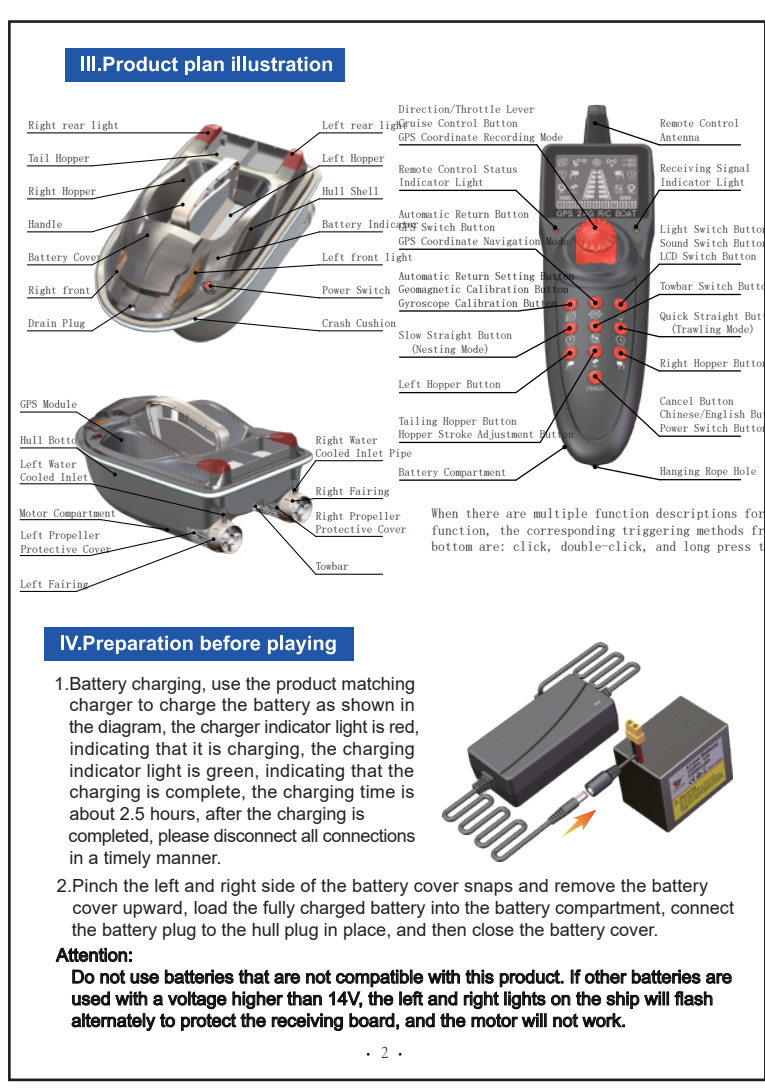 III.Product plan illustration
Right rear light
Tail Hopper
Right Hopper
Handle
Battery Cover
Right front
Drain Plug
Left rear light
Left Hopper
Hull Shell
Battery Indicator
Left front light
Power Switch
Crash Cushion
GPS Module
Hull Botto
Left Water
Cooled Inlet
Motor Compartment
Left Propeller
Protective Cover
Left Fairing
Right Water
Cooled Inlet Pipe
Right Fairing
Right Propeller
Protective Cover
Towbar
Direction/Throttle Lever
Cruise Control Button
GPS Coordinate Recording Mode
Remote Control Status
Indicator Light
Automatic Return Button
GPS Switch Button
GPS Coordinate Navigation Mode
Automatic Return Setting Button
Geomagnetic Calibration Button
Gyroscope Calibration Button
Slow Straight Button
(Nesting Mode)
Left Hopper Button
Tailing Hopper Button
Hopper Stroke Adjustment Button
Battery Compartment
GPS 2.4G R/C BOAT
Remote Control
Antenna
Receiving Signal
Indicator Light
Light Switch Button
Sound Switch Button
LCD Switch Button
Towbar Switch Butto
Quick Straight Butt
(Trawling Mode)
Right Hopper Button
Cancel Button
Chinese/English But
Power Switch Button
Hanging Rope Hole
When there are multiple function descriptions for
function, the corresponding triggering methods fr
bottom are: click, double-click, and long press t
IV.Preparation before playing
1.Battery charging, use the product matching
charger to charge the battery as shown in
the diagram, the charger indicator light is red,
indicating that it is charging, the charging
indicator light is green, indicating that the
charging is complete, the charging time is
about 2.5 hours, after the charging is
completed, please disconnect all connections
in a timely manner.
2.Pinch the left and right side of the battery cover snaps and remove the battery
cover upward, load the fully charged battery into the battery compartment, connect
the battery plug to the hull plug in place, and then close the battery cover.
Attention:
Do not use batteries that are not compatible with this product. If other batteries are
used with a voltage higher than 14V, the left and right lights on the ship will flash
alternately to protect the receiving board, and the motor will not work.
• 2 •